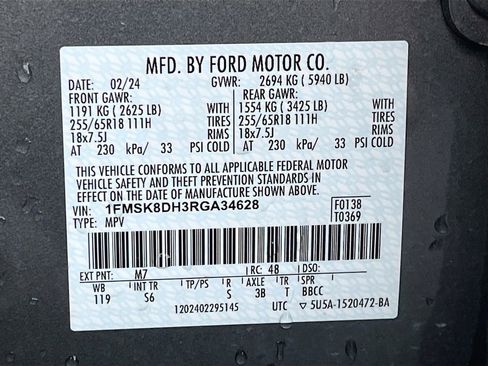 MFD. BY FORD MOTOR CO.
DATE: 02/24 GVWR: 2694 KG ( 5940 LB)
FRONT GAWR: REAR GAWR:
1191 KG ( 2625 LB) WITH 1554 KG ( 3425 LB) WITH
255/65R18 111H TIRES 255/65R18 111H TIRES
18x7.5J RIMS 18x7.5J RIMS
AT 230 kPa/ 33 PSI COLD AT 230 kPa/ 33 PSI COLD
THIS VEHICLE CONFORMS TO ALL APPLICABLE FEDERAL MOTOR
VEHICLE SAFETY AND THEFT PREVENTION STANDARDS IN
EFFECT ON THE DATE OF MANUFACTURE SHOWN ABOVE.
VIN: 1FMSK8DH3RGA34628 F0138
TYPE: MPV T0369
EXT PNT: M7 RC: 48 DSO:
WB INT TR TP/PS R AXLE TR SPR
119 S6 S 3B T BBCC
1202402295145 UTC 5U5A-1520472-BA